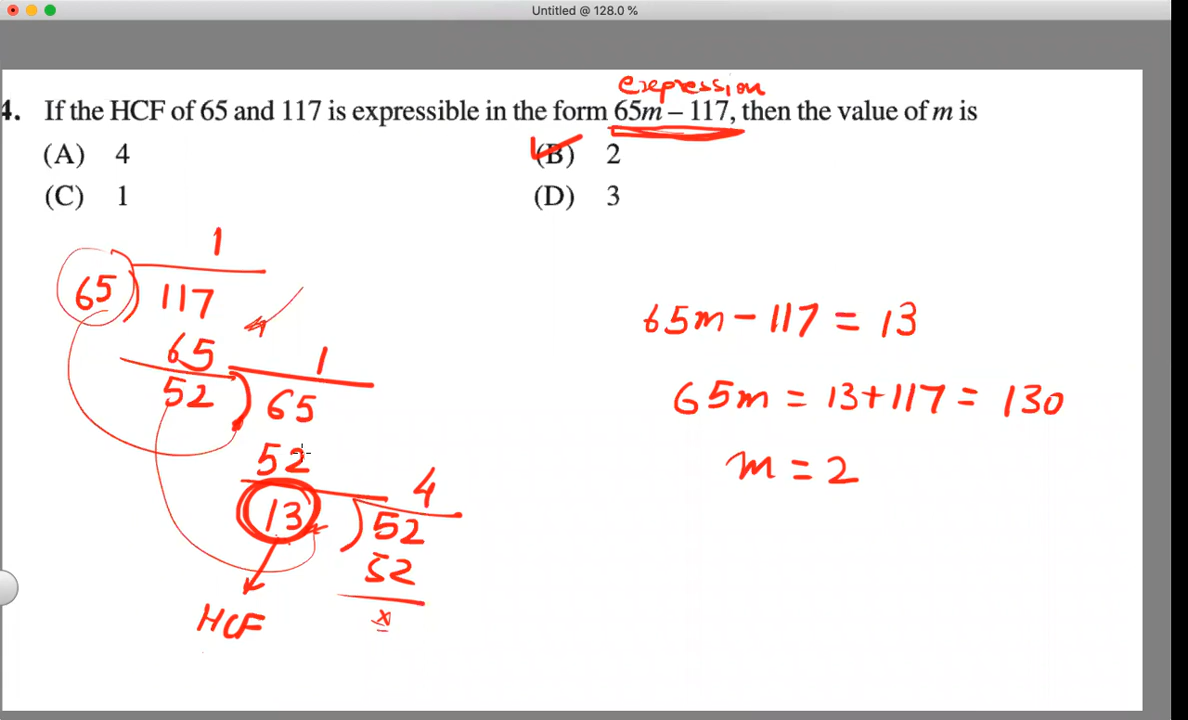 Untitled @ 128.0 %
exepression
4. If the HCF of 65 and 117 is expressible in the form 65m – 117, then the value of m is
(A) 4
(B) 2
(C) 1
(D) 3
1
65) 117
65 1
52) 65
52 4
13) 52
52
x
HCF
65m - 117 = 13
65m = 13+117 = 130
m = 2